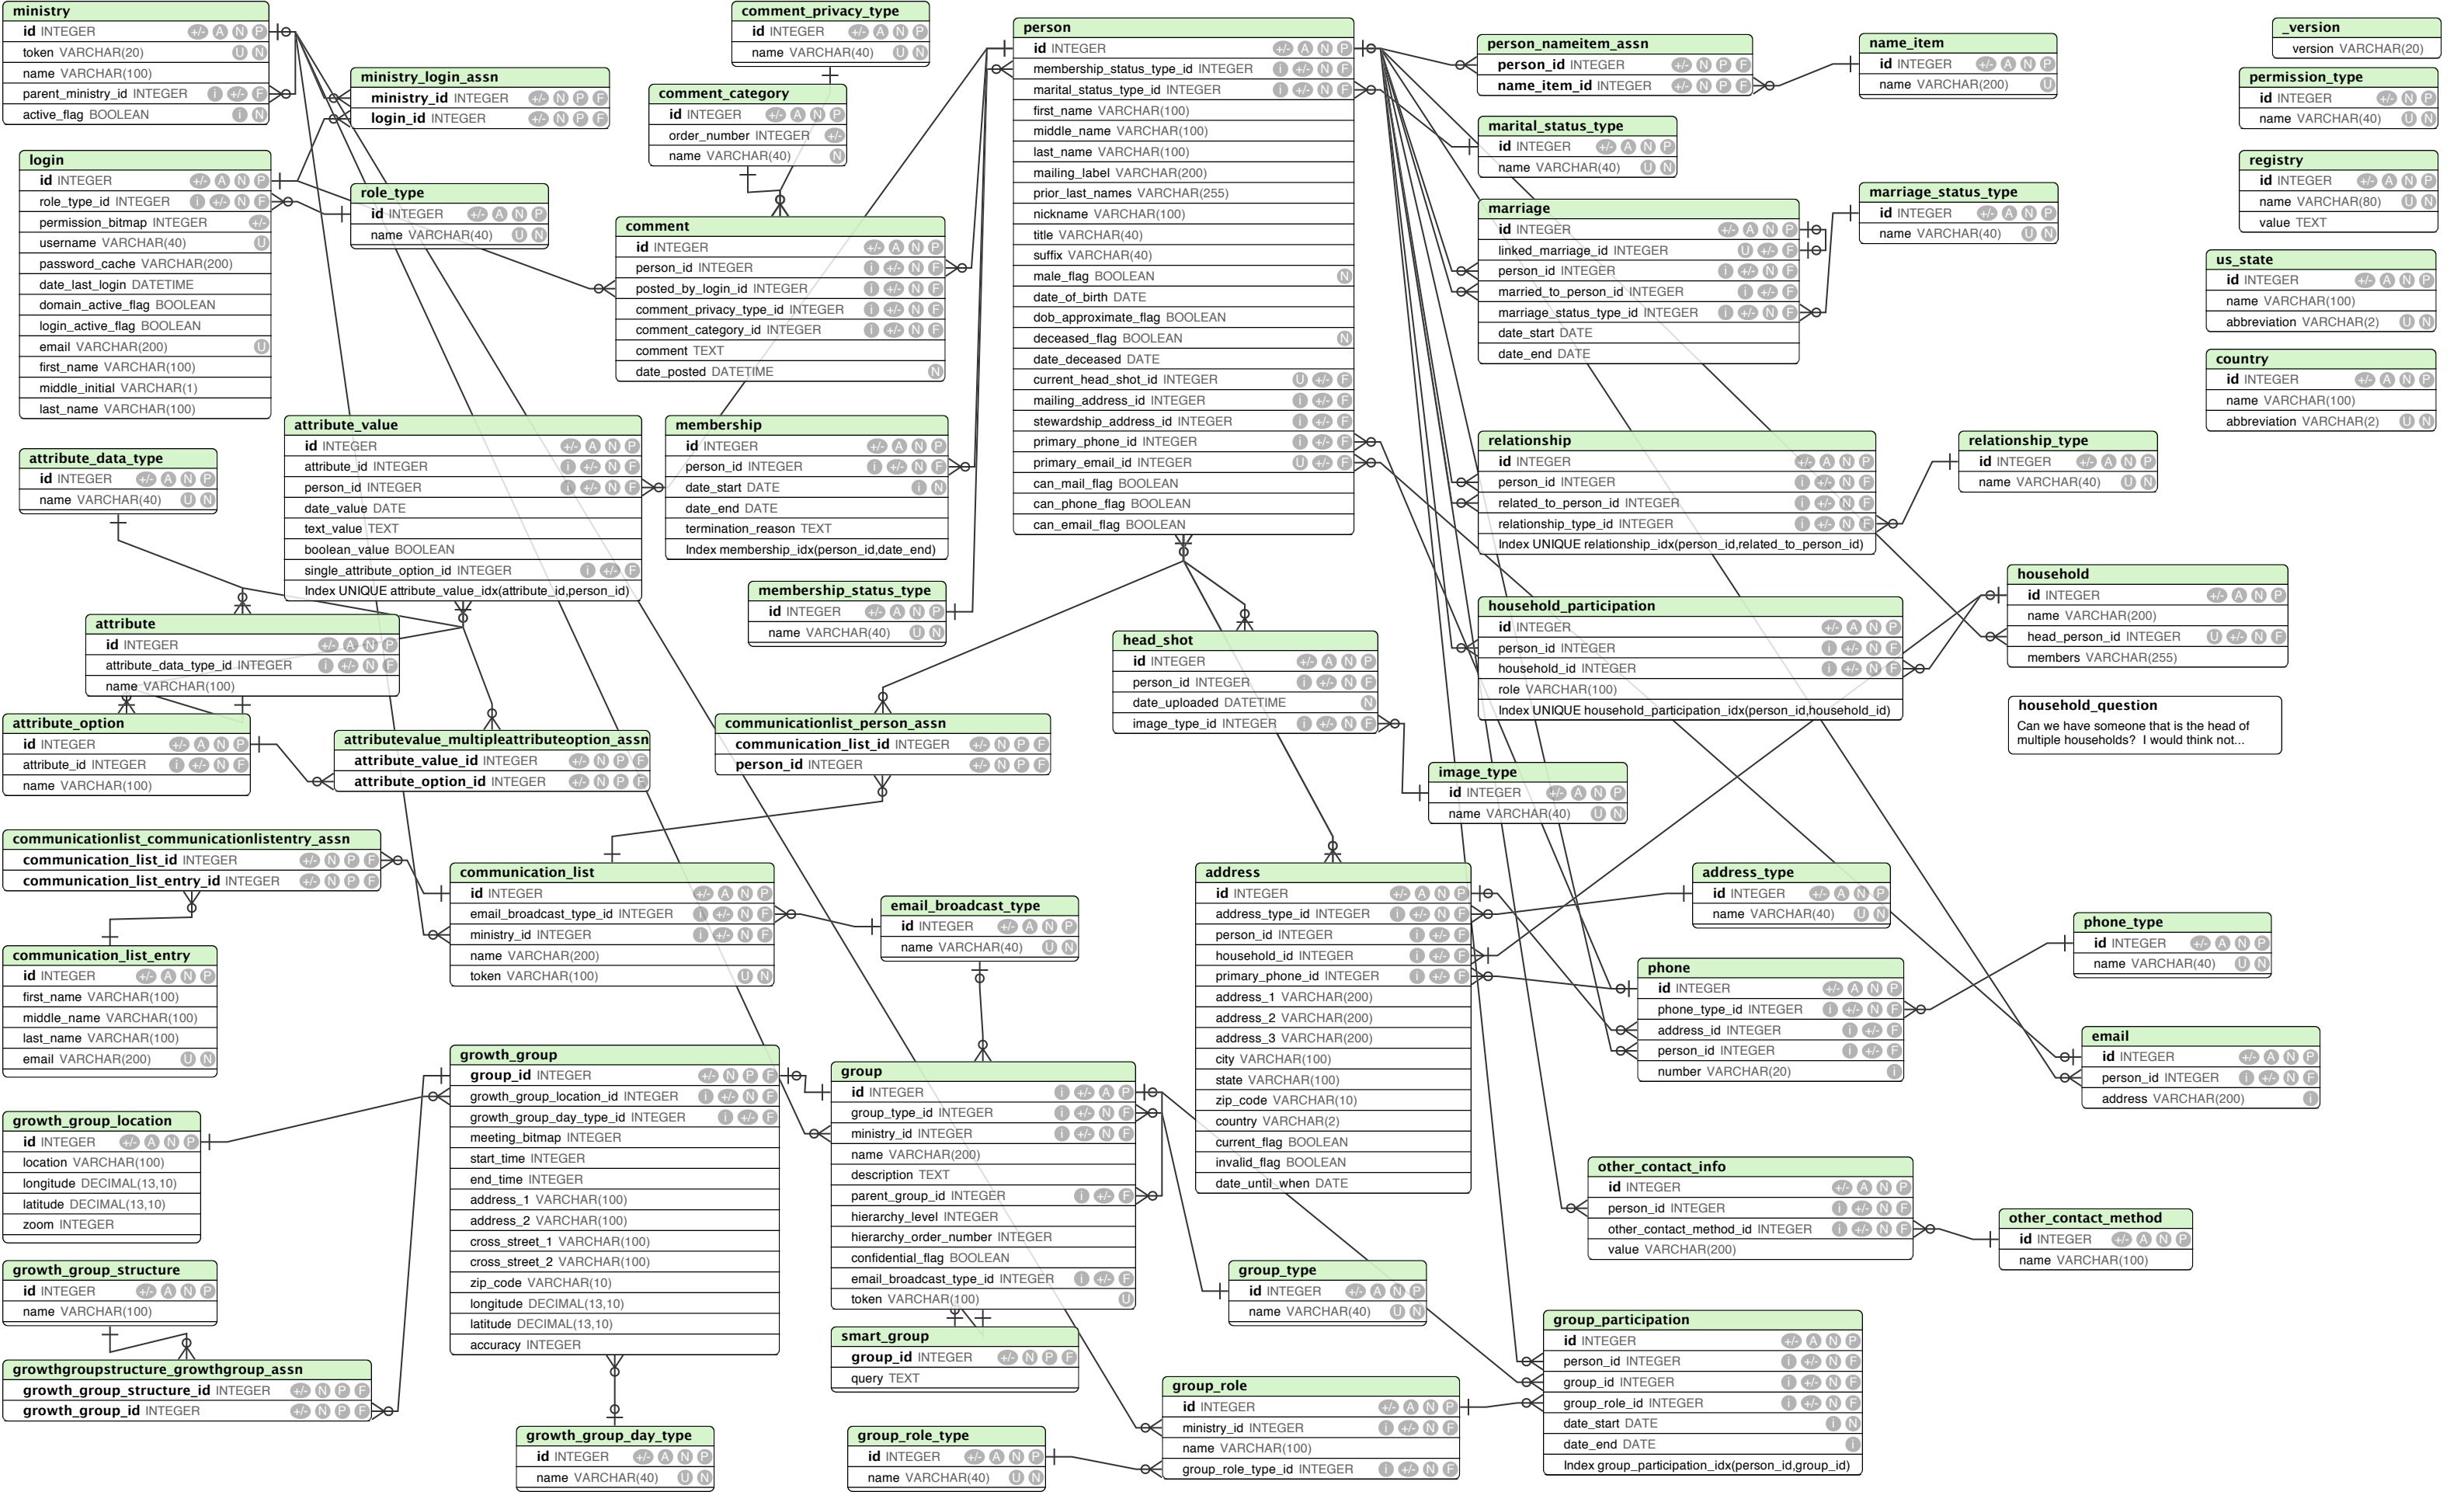 ministry
id INTEGER +/- A N P
token VARCHAR(20) U N
name VARCHAR(100)
parent_ministry_id INTEGER i +/- F
active_flag BOOLEAN i N
ministry_login_assn
ministry_id INTEGER +/- N P F
login_id INTEGER +/- N P F
login
id INTEGER +/- A N P
role_type_id INTEGER i +/- N F
permission_bitmap INTEGER +/-
username VARCHAR(40) U
password_cache VARCHAR(200)
date_last_login DATETIME
domain_active_flag BOOLEAN
login_active_flag BOOLEAN
email VARCHAR(200) U
first_name VARCHAR(100)
middle_initial VARCHAR(1)
last_name VARCHAR(100)
role_type
id INTEGER +/- A N P
name VARCHAR(40) U N
comment_privacy_type
id INTEGER +/- A N P
name VARCHAR(40) U N
comment_category
id INTEGER +/- A N P
order_number INTEGER +/-
name VARCHAR(40) N
comment
id INTEGER +/- A N P
person_id INTEGER i +/- N F
posted_by_login_id INTEGER i +/- N F
comment_privacy_type_id INTEGER i +/- N F
comment_category_id INTEGER i +/- N F
comment TEXT
date_posted DATETIME N
person
id INTEGER +/- A N P
membership_status_type_id INTEGER i +/- N F
marital_status_type_id INTEGER i +/- N F
first_name VARCHAR(100)
middle_name VARCHAR(100)
last_name VARCHAR(100)
mailing_label VARCHAR(200)
prior_last_names VARCHAR(255)
nickname VARCHAR(100)
title VARCHAR(40)
suffix VARCHAR(40)
male_flag BOOLEAN N
date_of_birth DATE
dob_approximate_flag BOOLEAN
deceased_flag BOOLEAN N
date_deceased DATE
current_head_shot_id INTEGER U +/- F
mailing_address_id INTEGER i +/- F
stewardship_address_id INTEGER i +/- F
primary_phone_id INTEGER i +/- F
primary_email_id INTEGER U +/- F
can_mail_flag BOOLEAN
can_phone_flag BOOLEAN
can_email_flag BOOLEAN
person_nameitem_assn
person_id INTEGER +/- N P F
name_item_id INTEGER +/- N P F
name_item
id INTEGER +/- A N P
name VARCHAR(200) U
marital_status_type
id INTEGER +/- A N P
name VARCHAR(40) U N
marriage
id INTEGER +/- A N P
linked_marriage_id INTEGER U +/- F
person_id INTEGER i +/- N F
married_to_person_id INTEGER i +/- F
marriage_status_type_id INTEGER i +/- N F
date_start DATE
date_end DATE
marriage_status_type
id INTEGER +/- A N P
name VARCHAR(40) U N
_version
version VARCHAR(20)
permission_type
id INTEGER +/- N P
name VARCHAR(40) U N
registry
id INTEGER +/- A N P
name VARCHAR(80) U N
value TEXT
us_state
id INTEGER +/- A N P
name VARCHAR(100)
abbreviation VARCHAR(2) U N
country
id INTEGER +/- A N P
name VARCHAR(100)
abbreviation VARCHAR(2) U N
attribute_data_type
id INTEGER +/- A N P
name VARCHAR(40) U N
attribute_value
id INTEGER +/- A N P
attribute_id INTEGER i +/- N F
person_id INTEGER i +/- N F
date_value DATE
text_value TEXT
boolean_value BOOLEAN
single_attribute_option_id INTEGER i +/- F
Index UNIQUE attribute_value_idx(attribute_id,person_id)
membership
id INTEGER +/- A N P
person_id INTEGER i +/- N F
date_start DATE i N
date_end DATE
termination_reason TEXT
Index membership_idx(person_id,date_end)
membership_status_type
id INTEGER +/- A N P
name VARCHAR(40) U N
relationship
id INTEGER +/- A N P
person_id INTEGER i +/- N F
related_to_person_id INTEGER i +/- N F
relationship_type_id INTEGER i +/- N F
Index UNIQUE relationship_idx(person_id,related_to_person_id)
relationship_type
id INTEGER +/- A N P
name VARCHAR(40) U N
household
id INTEGER +/- A N P
name VARCHAR(200)
head_person_id INTEGER U +/- N F
members VARCHAR(255)
household_participation
id INTEGER +/- A N P
person_id INTEGER i +/- N F
household_id INTEGER i +/- N F
role VARCHAR(100)
Index UNIQUE household_participation_idx(person_id,household_id)
household_question
Can we have someone that is the head of
multiple households? I would think not...
attribute
id INTEGER +/- A N P
attribute_data_type_id INTEGER i +/- N F
name VARCHAR(100)
attribute_option
id INTEGER +/- A N P
attribute_id INTEGER i +/- N F
name VARCHAR(100)
attributevalue_multipleattributeoption_assn
attribute_value_id INTEGER +/- N P F
attribute_option_id INTEGER +/- N P F
communicationlist_person_assn
communication_list_id INTEGER +/- N P F
person_id INTEGER +/- N P F
head_shot
id INTEGER +/- A N P
person_id INTEGER i +/- N F
date_uploaded DATETIME N
image_type_id INTEGER i +/- N F
image_type
id INTEGER +/- A N P
name VARCHAR(40) U N
communicationlist_communicationlistentry_assn
communication_list_id INTEGER +/- N P F
communication_list_entry_id INTEGER +/- N P F
communication_list
id INTEGER +/- A N P
email_broadcast_type_id INTEGER i +/- N F
ministry_id INTEGER i +/- N F
name VARCHAR(200)
token VARCHAR(100) U N
email_broadcast_type
id INTEGER +/- A N P
name VARCHAR(40) U N
communication_list_entry
id INTEGER +/- A N P
first_name VARCHAR(100)
middle_name VARCHAR(100)
last_name VARCHAR(100)
email VARCHAR(200) U N
address
id INTEGER +/- A N P
address_type_id INTEGER i +/- N F
person_id INTEGER i +/- F
household_id INTEGER i +/- F
primary_phone_id INTEGER i +/- F
address_1 VARCHAR(200)
address_2 VARCHAR(200)
address_3 VARCHAR(200)
city VARCHAR(100)
state VARCHAR(100)
zip_code VARCHAR(10)
country VARCHAR(2)
current_flag BOOLEAN
invalid_flag BOOLEAN
date_until_when DATE
address_type
id INTEGER +/- A N P
name VARCHAR(40) U N
phone_type
id INTEGER +/- A N P
name VARCHAR(40) U N
phone
id INTEGER +/- A N P
phone_type_id INTEGER i +/- N F
address_id INTEGER i +/- F
person_id INTEGER i +/- F
number VARCHAR(20) i
email
id INTEGER +/- A N P
person_id INTEGER i +/- N F
address VARCHAR(200) i
growth_group
group_id INTEGER +/- N P F
growth_group_location_id INTEGER i +/- N F
growth_group_day_type_id INTEGER i +/- F
meeting_bitmap INTEGER
start_time INTEGER
end_time INTEGER
address_1 VARCHAR(100)
address_2 VARCHAR(100)
cross_street_1 VARCHAR(100)
cross_street_2 VARCHAR(100)
zip_code VARCHAR(10)
longitude DECIMAL(13,10)
latitude DECIMAL(13,10)
accuracy INTEGER
group
id INTEGER i +/- A P
group_type_id INTEGER i +/- N F
ministry_id INTEGER i +/- N F
name VARCHAR(200)
description TEXT
parent_group_id INTEGER i +/- F
hierarchy_level INTEGER
hierarchy_order_number INTEGER
confidential_flag BOOLEAN
email_broadcast_type_id INTEGER i +/- F
token VARCHAR(100) U
growth_group_location
id INTEGER +/- A N P
location VARCHAR(100)
longitude DECIMAL(13,10)
latitude DECIMAL(13,10)
zoom INTEGER
growth_group_structure
id INTEGER +/- A N P
name VARCHAR(100)
growthgroupstructure_growthgroup_assn
growth_group_structure_id INTEGER +/- N P F
growth_group_id INTEGER +/- N P F
growth_group_day_type
id INTEGER +/- A N P
name VARCHAR(40) U N
smart_group
group_id INTEGER +/- N P F
query TEXT
group_role_type
id INTEGER +/- A N P
name VARCHAR(40) U N
group_type
id INTEGER +/- A N P
name VARCHAR(40) U N
group_role
id INTEGER +/- A N P
ministry_id INTEGER i +/- N F
name VARCHAR(100)
group_role_type_id INTEGER i +/- N F
other_contact_info
id INTEGER +/- A N P
person_id INTEGER i +/- N F
other_contact_method_id INTEGER i +/- N F
value VARCHAR(200)
other_contact_method
id INTEGER +/- A N P
name VARCHAR(100)
group_participation
id INTEGER +/- A N P
person_id INTEGER i +/- N F
group_id INTEGER i +/- N F
group_role_id INTEGER i +/- N F
date_start DATE i N
date_end DATE i
Index group_participation_idx(person_id,group_id)